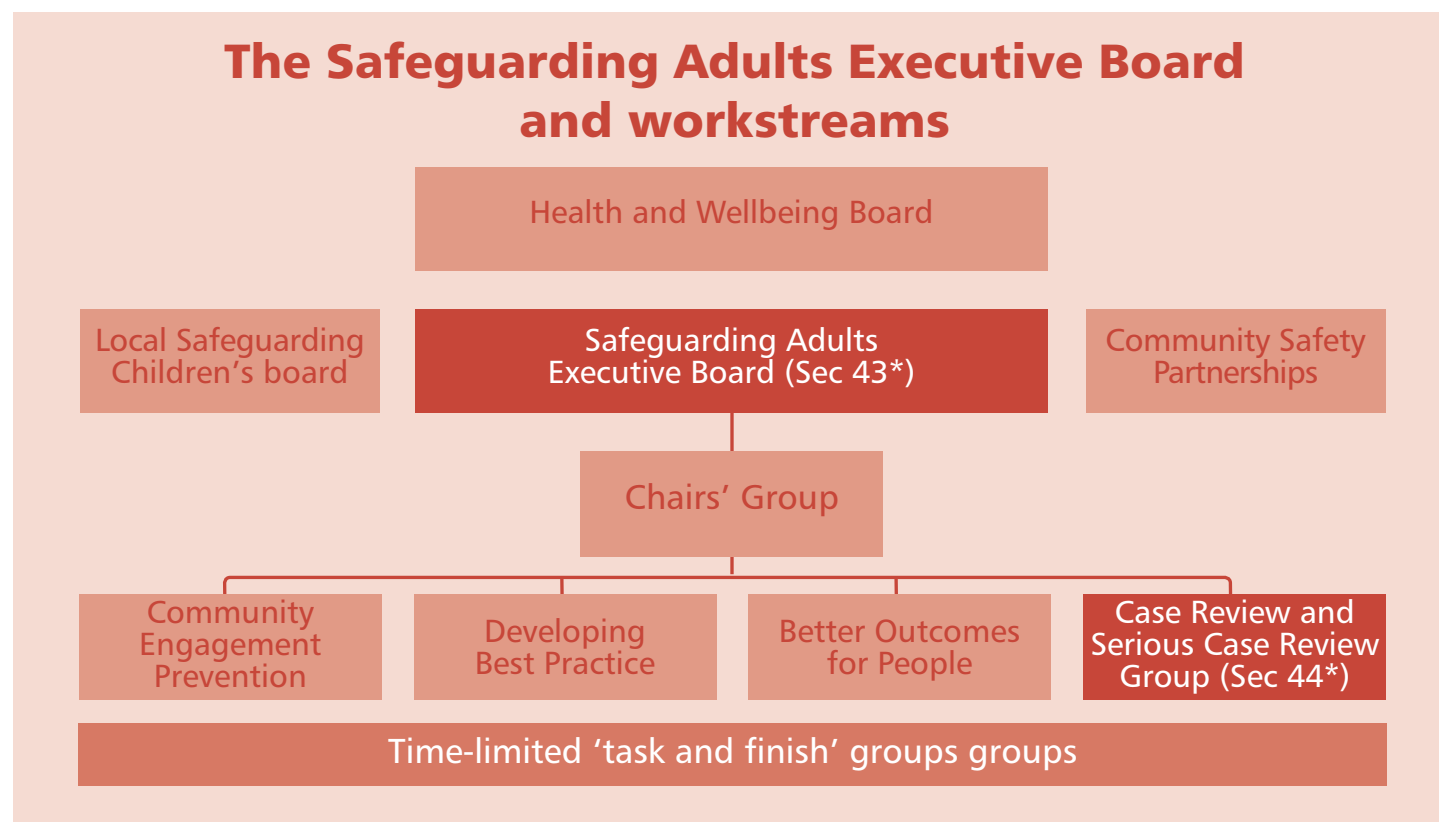 The Safeguarding Adults Executive Board
and workstreams
Health and Wellbeing Board
Local Safeguarding
Children’s board
Safeguarding Adults
Executive Board (Sec 43*)
Community Safety
Partnerships
Chairs’ Group
Community
Engagement
Prevention
Developing
Best Practice
Better Outcomes
for People
Case Review and
Serious Case Review
Group (Sec 44*)
Time-limited ‘task and finish’ groups groups